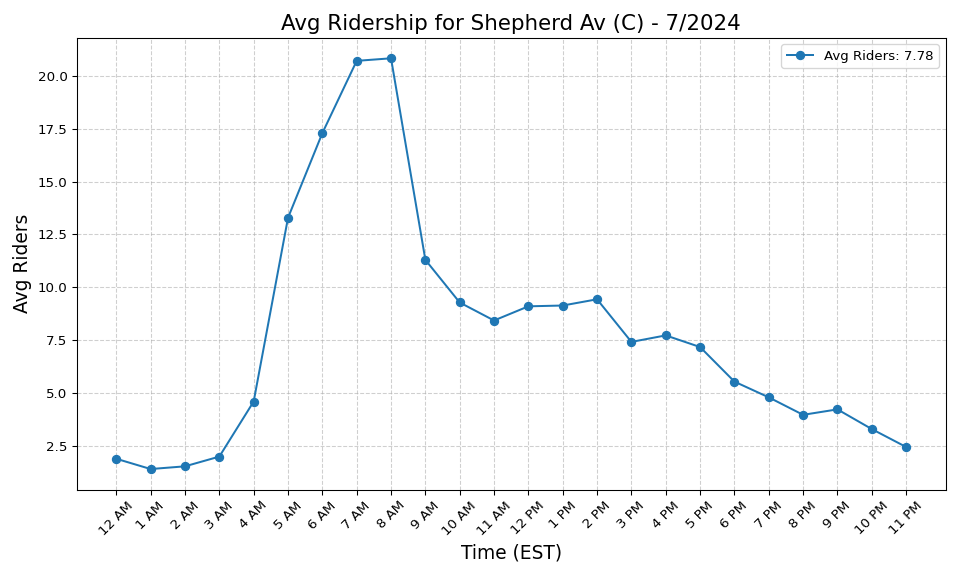 Avg Ridership for Shepherd Av (C) - 7/2024
Avg Riders: 7.78
Avg Riders
20.0
17.5
15.0
12.5
10.0
7.5
5.0
2.5
12 AM
1 AM
2 AM
3 AM
4 AM
5 AM
6 AM
7 AM
8 AM
9 AM
10 AM
11 AM
12 PM
1 PM
2 PM
3 PM
4 PM
5 PM
6 PM
7 PM
8 PM
9 PM
10 PM
11 PM
Time (EST)